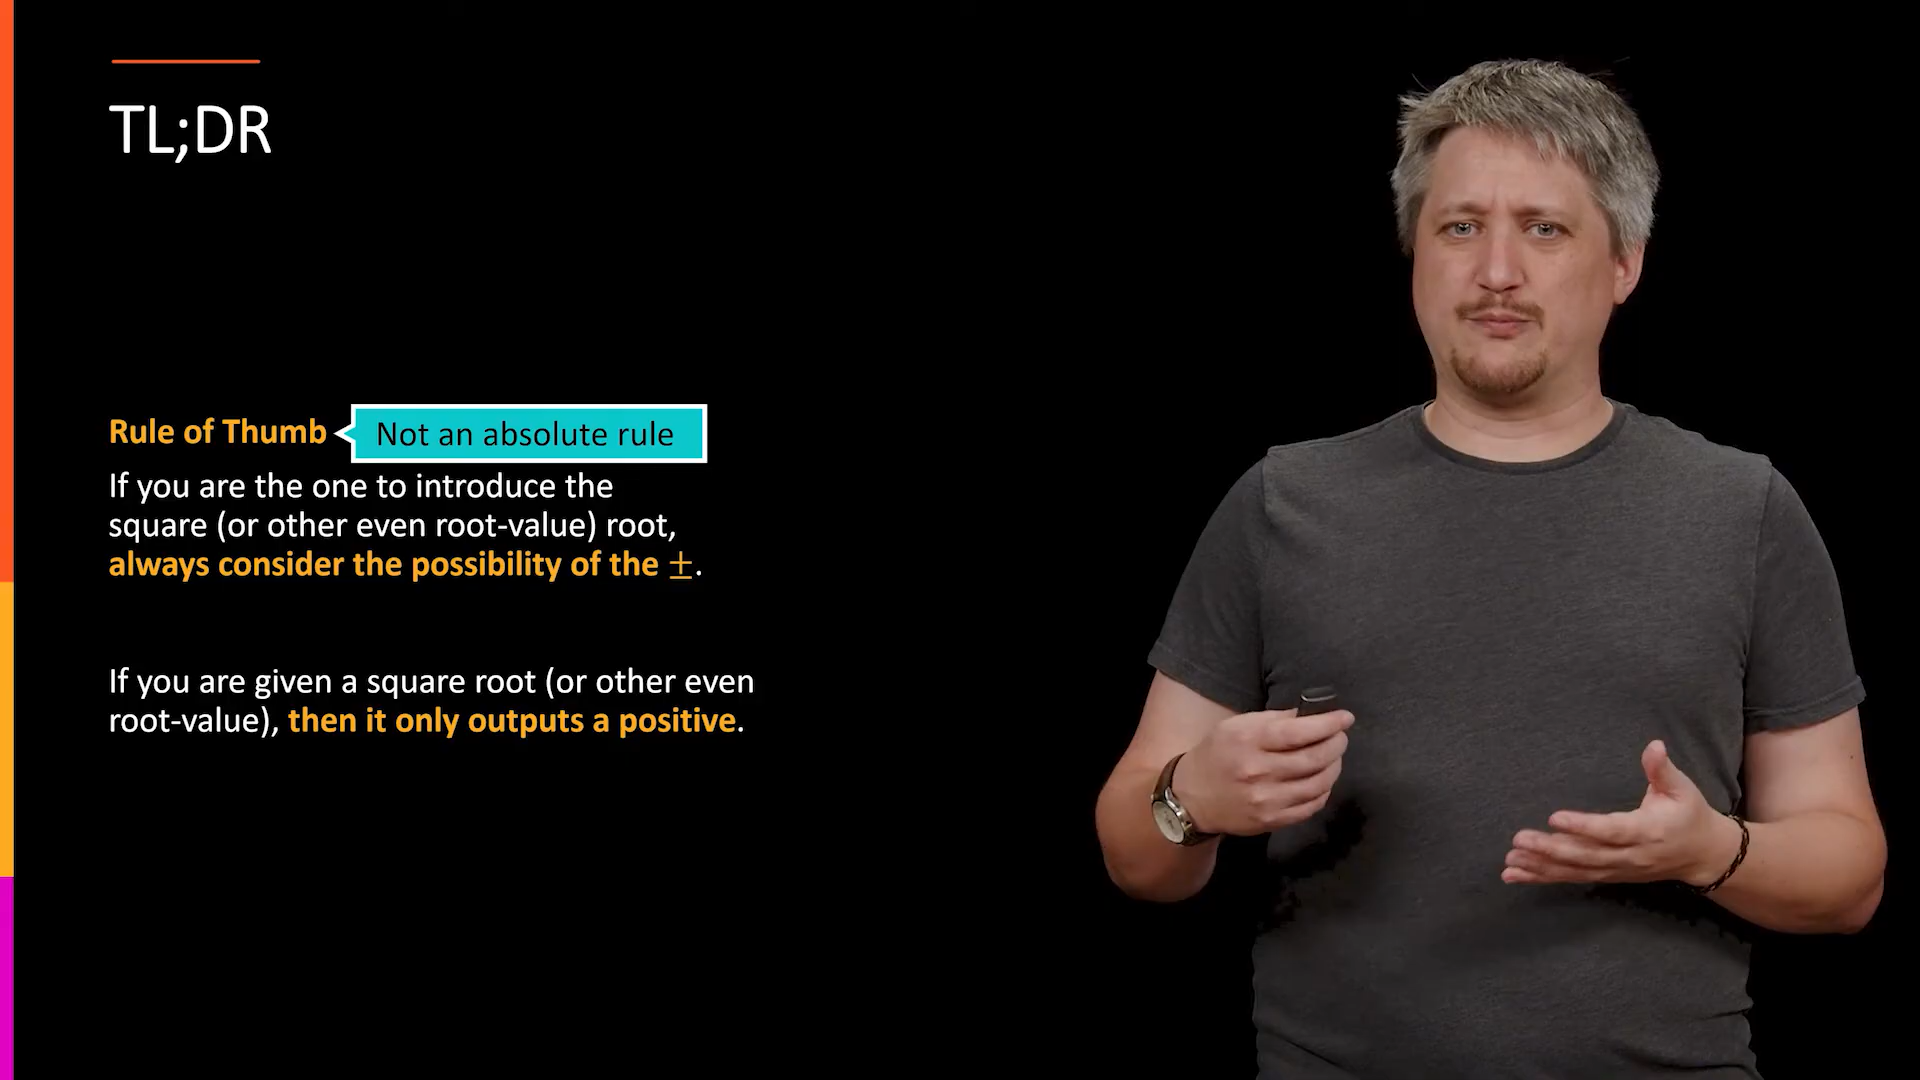 TL;DR
Rule of Thumb
Not an absolute rule
If you are the one to introduce the
square (or other even root-value) root,
always consider the possibility of the ±.
If you are given a square root (or other even
root-value), then it only outputs a positive.